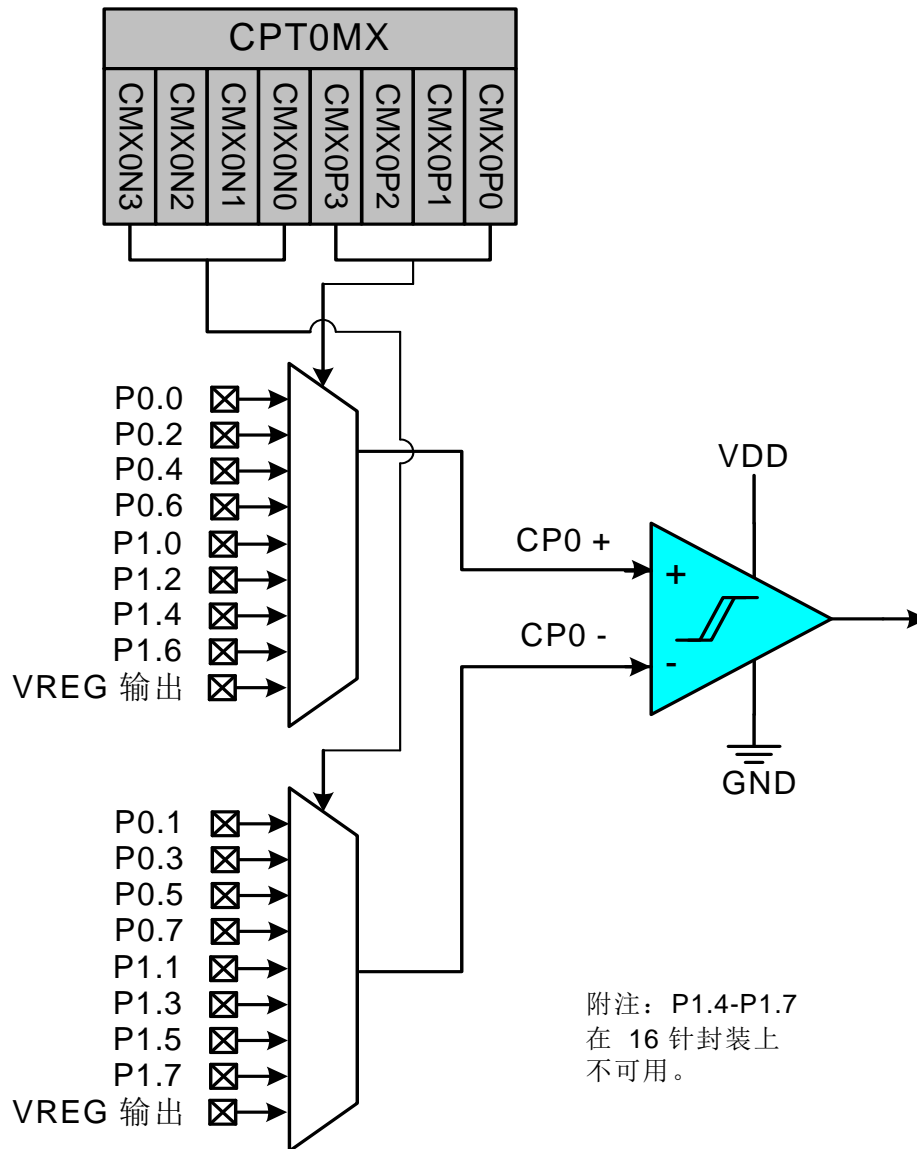 CPT0MX
CMX0N3
CMX0N2
CMX0N1
CMX0N0
CMX0P3
CMX0P2
CMX0P1
CMX0P0
P0.0
P0.2
P0.4
P0.6
P1.0
P1.2
P1.4
P1.6
VREG 输出
VDD
CP0 +
+
CP0 -
-
GND
P0.1
P0.3
P0.5
P0.7
P1.1
P1.3
P1.5
P1.7
VREG 输出
附注：P1.4-P1.7
在 16 针封装上
不可用。